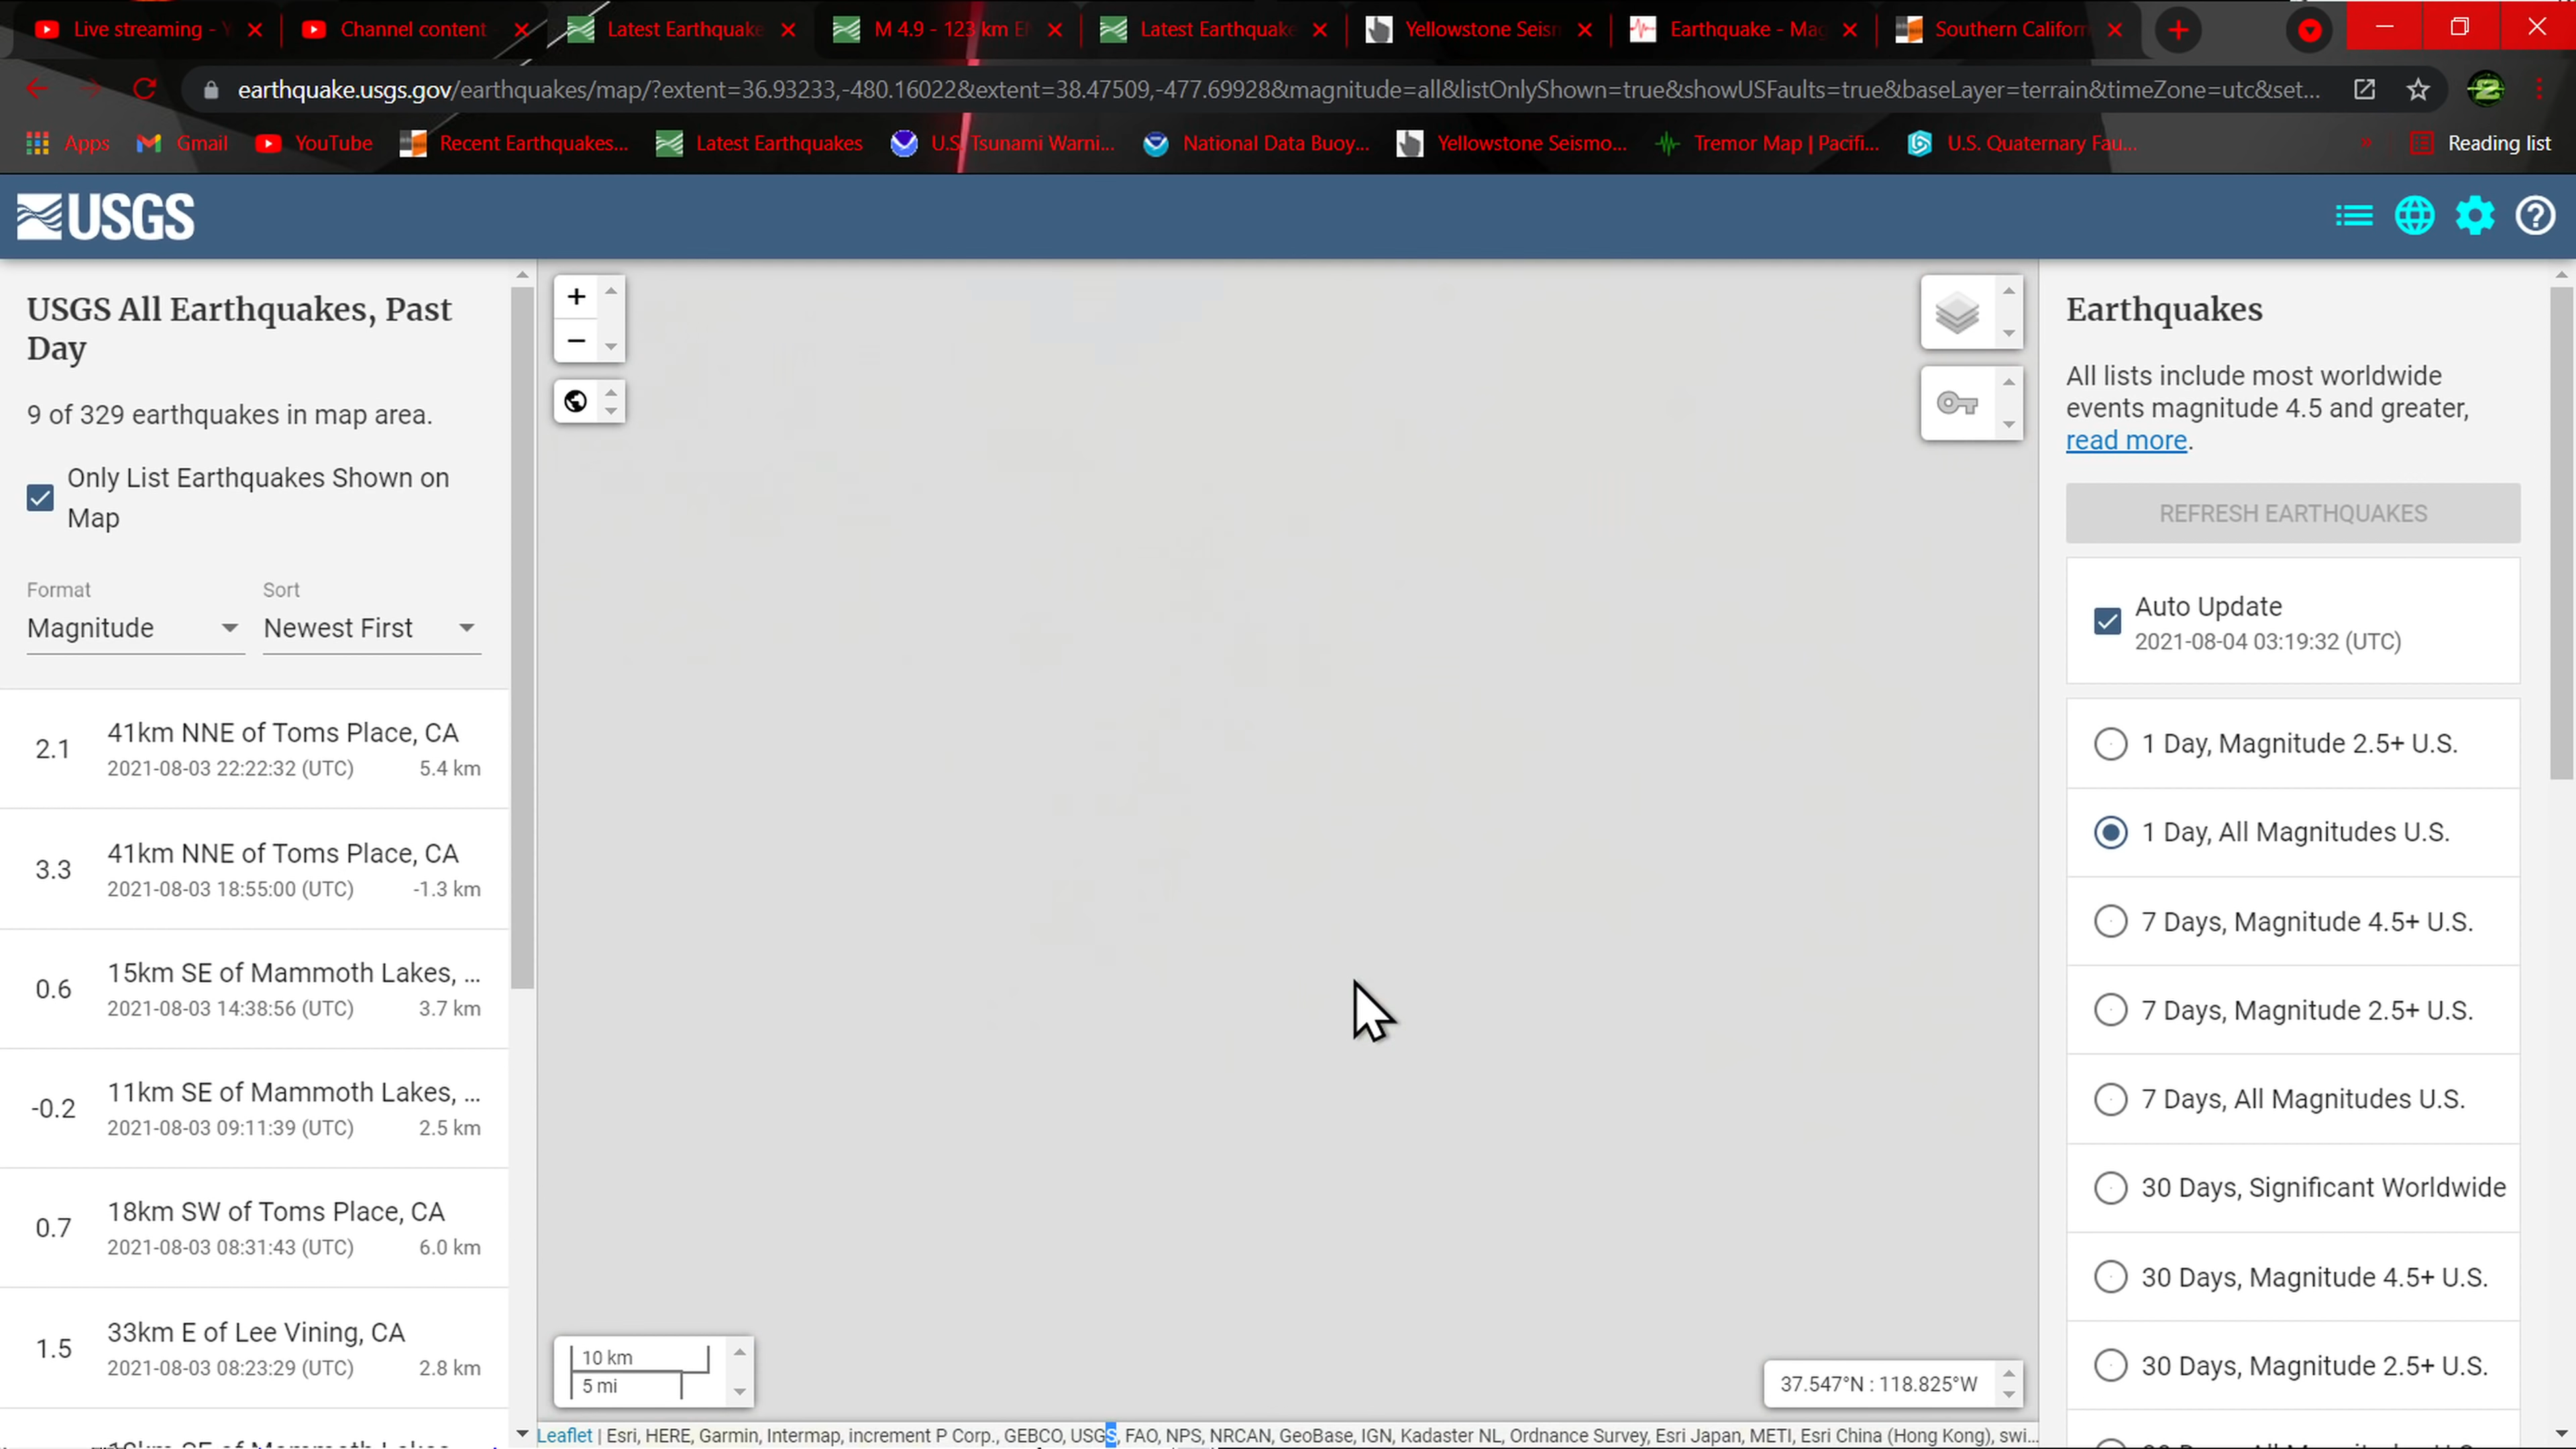 Live streaming -
Channel content
Latest Earthquake
M 4.9 - 123 km
Latest Earthquake
Yellowstone Seism
Earthquake - Mag
Southern Californ
earthquake.usgs.gov/earthquakes/map/?extent=36.93233,-480.16022&extent=38.47509,-477.69928&magnitude=all&listOnlyShown=true&showUSFaults=true&baseLayer=terrain&timeZone=utc&set...
Apps
Gmail
YouTube
Recent Earthquakes...
Latest Earthquakes
U.S. Tsunami Warni...
National Data Buoy...
Yellowstone Seismo...
Tremor Map | Pacifi...
U.S. Quaternary Fau...
»
Reading list
USGS
USGS All Earthquakes, Past
Day
9 of 329 earthquakes in map area.
Only List Earthquakes Shown on
Map
Format
Sort
Magnitude
Newest First
2.1
41km NNE of Toms Place, CA
2021-08-03 22:22:32 (UTC)
5.4 km
3.3
41km NNE of Toms Place, CA
2021-08-03 18:55:00 (UTC)
-1.3 km
0.6
15km SE of Mammoth Lakes, ...
2021-08-03 14:38:56 (UTC)
3.7 km
-0.2
11km SE of Mammoth Lakes, ...
2021-08-03 09:11:39 (UTC)
2.5 km
0.7
18km SW of Toms Place, CA
2021-08-03 08:31:43 (UTC)
6.0 km
1.5
33km E of Lee Vining, CA
2021-08-03 08:23:29 (UTC)
2.8 km
+
−
10 km
5 mi
37.547°N : 118.825°W
Leaflet | Esri, HERE, Garmin, Intermap, increment P Corp., GEBCO, USGS, FAO, NPS, NRCAN, GeoBase, IGN, Kadaster NL, Ordnance Survey, Esri Japan, METI, Esri China (Hong Kong), swi...
Earthquakes
All lists include most worldwide
events magnitude 4.5 and greater,
read more.
REFRESH EARTHQUAKES
Auto Update
2021-08-04 03:19:32 (UTC)
1 Day, Magnitude 2.5+ U.S.
1 Day, All Magnitudes U.S.
7 Days, Magnitude 4.5+ U.S.
7 Days, Magnitude 2.5+ U.S.
7 Days, All Magnitudes U.S.
30 Days, Significant Worldwide
30 Days, Magnitude 4.5+ U.S.
30 Days, Magnitude 2.5+ U.S.